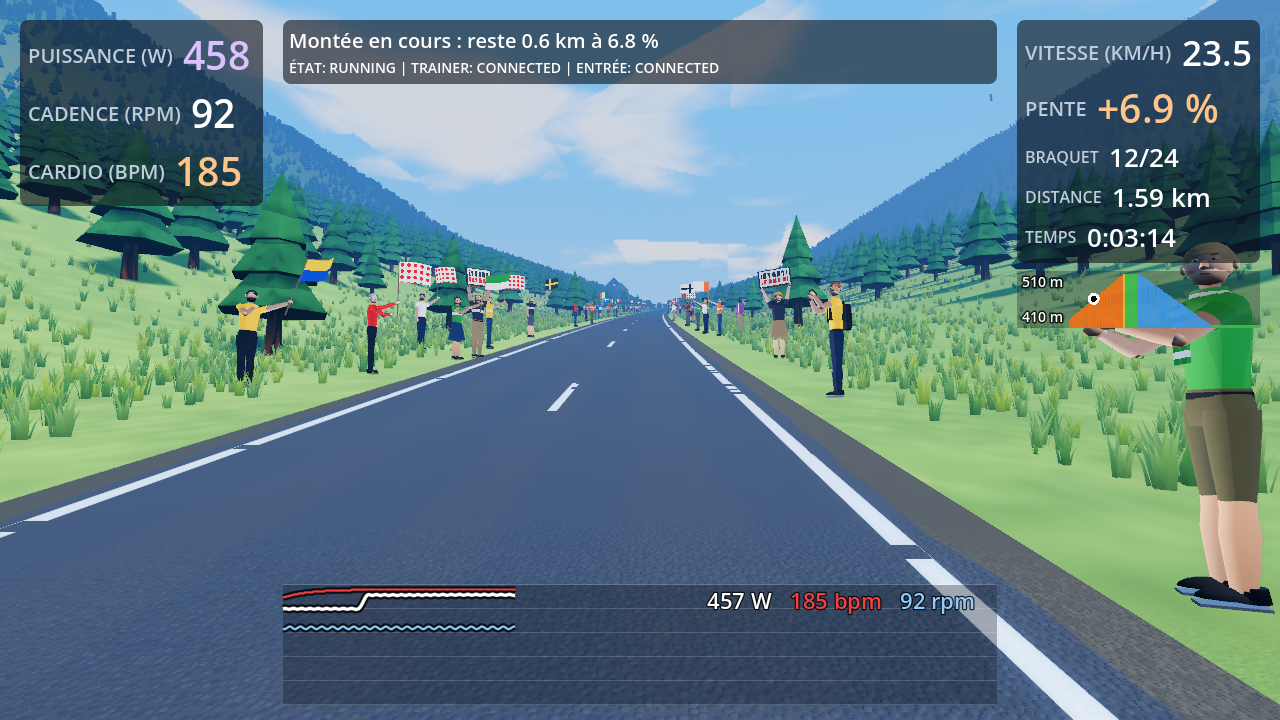 PUISSANCE (W) 458
CADENCE (RPM) 92
CARDIO (BPM) 185
Montée en cours : reste 0.6 km à 6.8 %
ÉTAT: RUNNING | TRAINER: CONNECTED | ENTRÉE: CONNECTED
VITESSE (KM/H) 23.5
PENTE +6.9 %
BRAQUET 12/24
DISTANCE 1.59 km
TEMPS 0:03:14
510 m
410 m
457 W 185 bpm 92 rpm